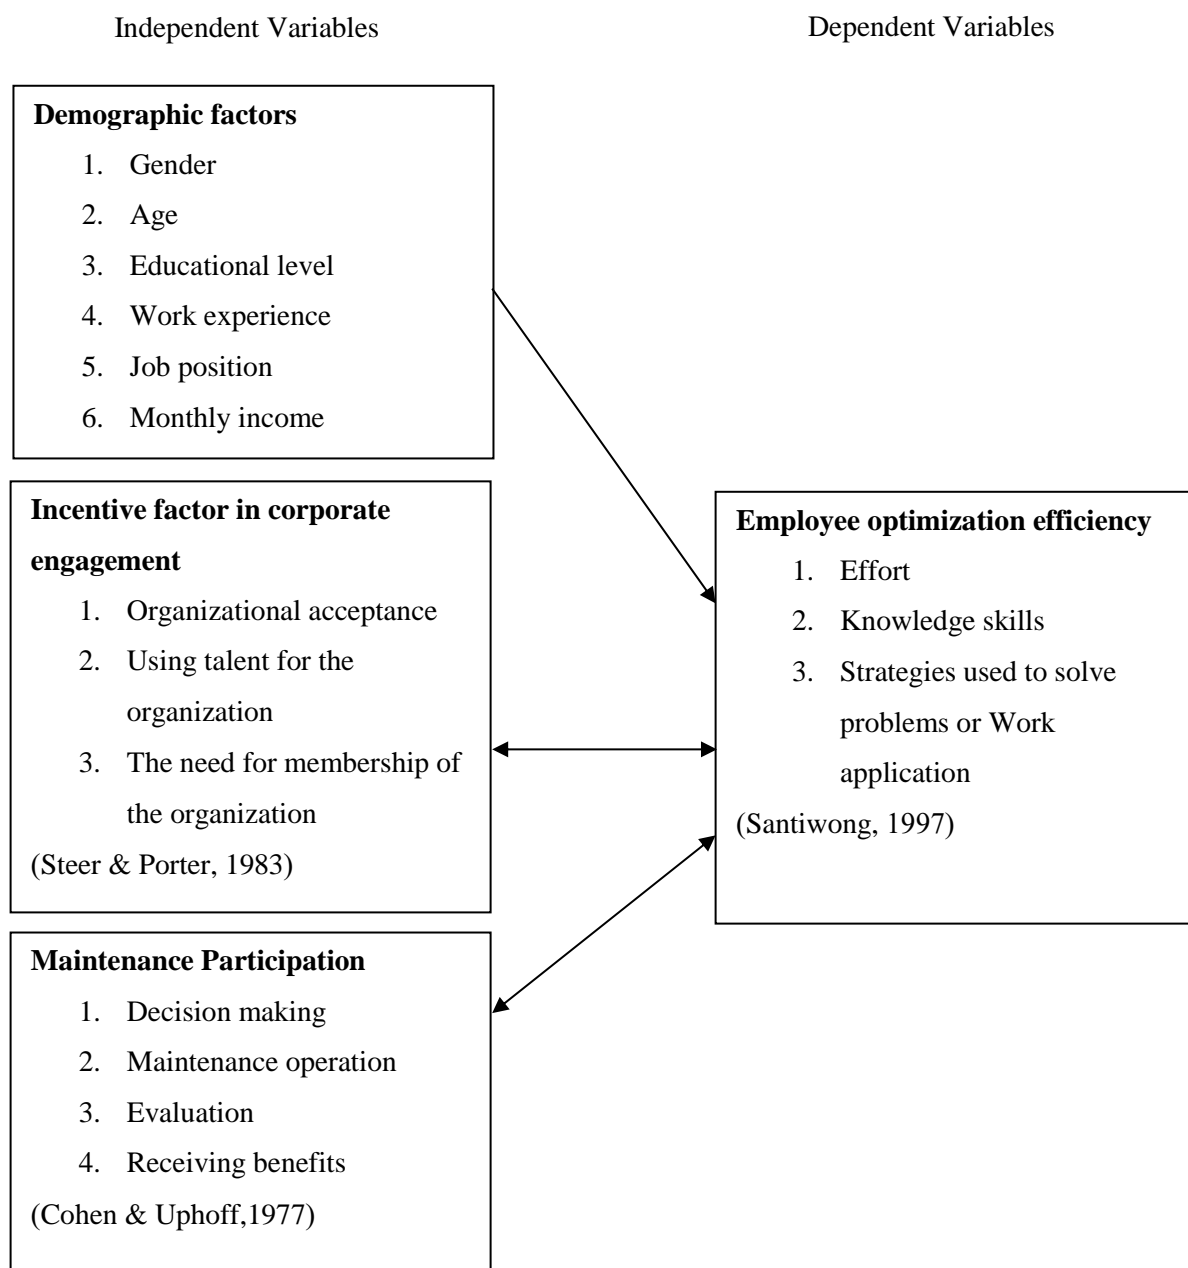 Independent Variables
Dependent Variables
Demographic factors
1. Gender
2. Age
3. Educational level
4. Work experience
5. Job position
6. Monthly income
Incentive factor in corporate
engagement
1. Organizational acceptance
2. Using talent for the
organization
3. The need for membership of
the organization
(Steer & Porter, 1983)
Maintenance Participation
1. Decision making
2. Maintenance operation
3. Evaluation
4. Receiving benefits
(Cohen & Uphoff,1977)
Employee optimization efficiency
1. Effort
2. Knowledge skills
3. Strategies used to solve
problems or Work
application
(Santiwong, 1997)